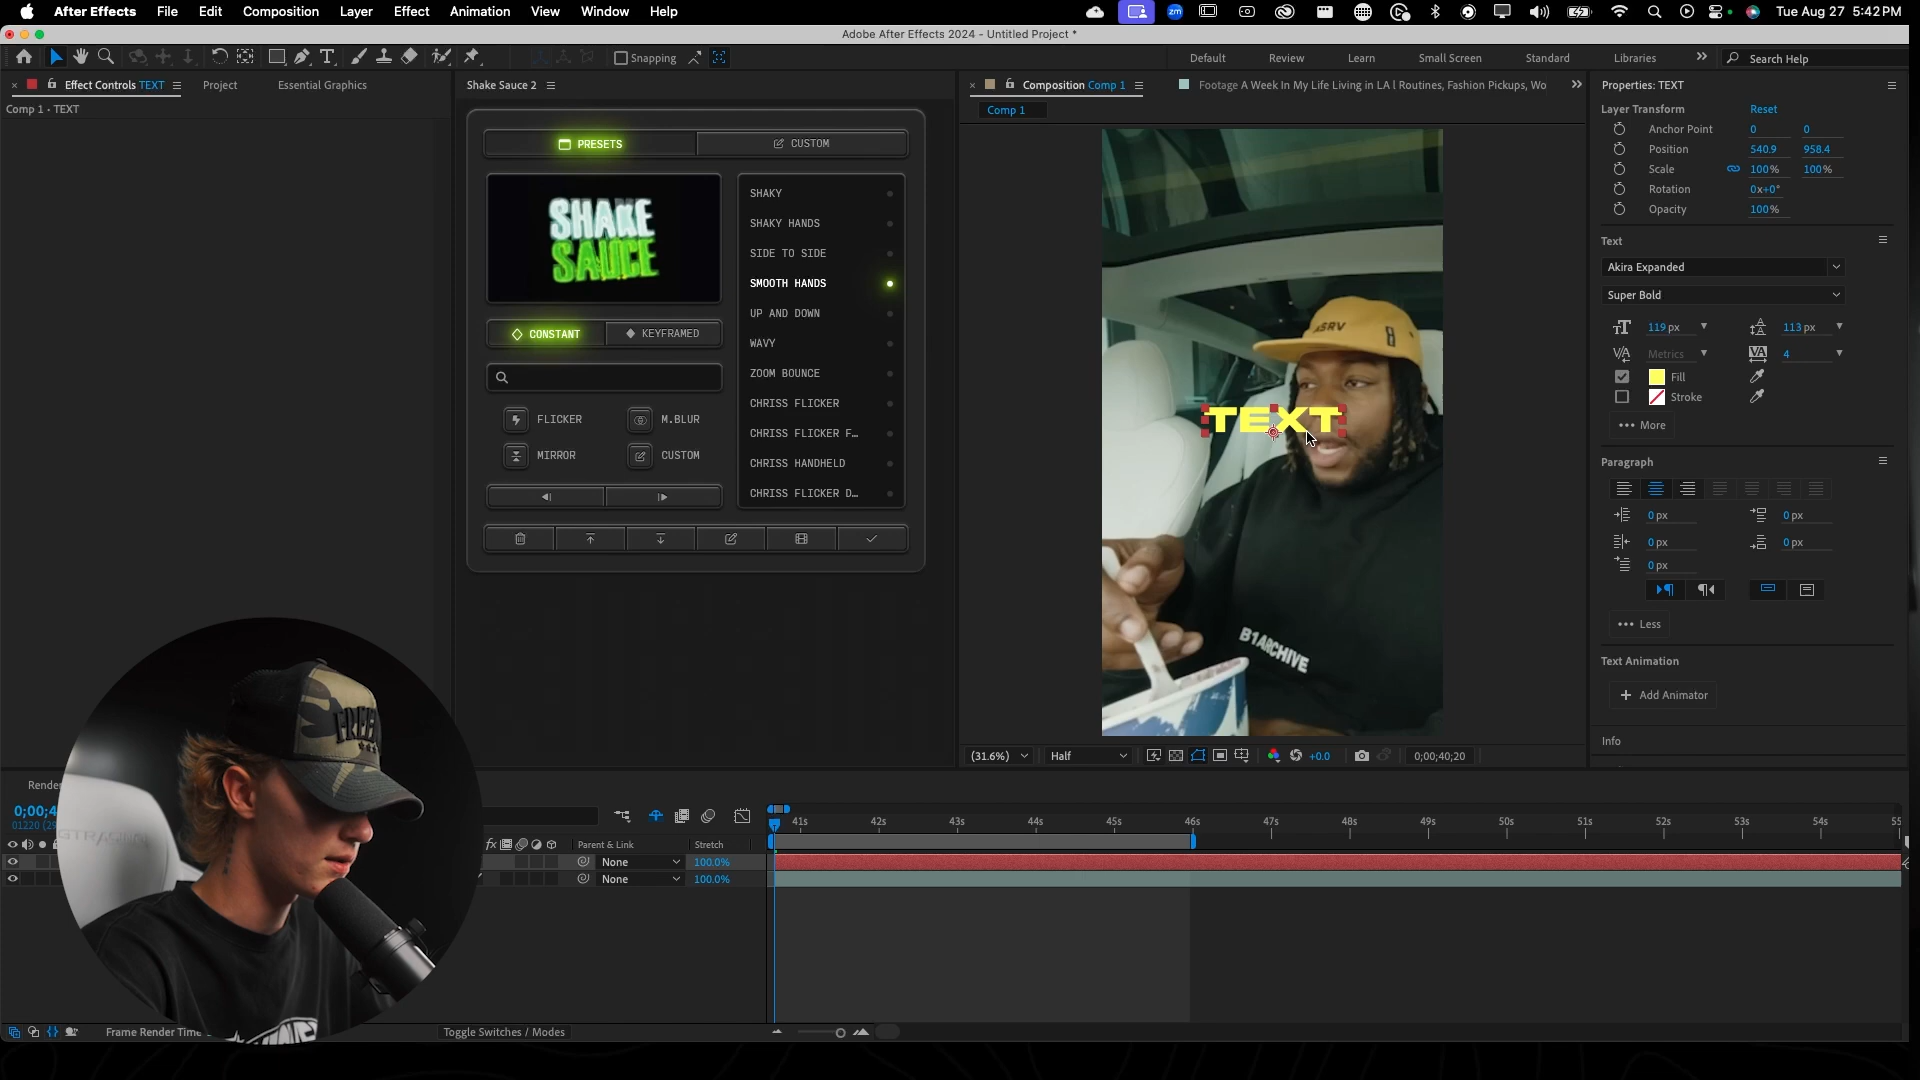 After Effects File Edit Composition Layer Effect Animation View Window Help Tue Aug 27 5:42 PM
Adobe After Effects 2024 - Untitled Project *
Snapping Default Review Learn Small Screen Standard Libraries Search Help
Effect Controls TEXT Project Essential Graphics
Comp 1 • TEXT
Shake Sauce 2
PRESETS CUSTOM
SHAKE
SAUCE
CONSTANT KEYFRAMED
FLICKER M.BLUR
MIRROR CUSTOM
SHAKY
SHAKY HANDS
SIDE TO SIDE
SMOOTH HANDS
UP AND DOWN
WAVY
ZOOM BOUNCE
CHRISS FLICKER
CHRISS FLICKER F…
CHRISS HANDHELD
CHRISS FLICKER D…
Composition Comp 1 Footage A Week In My Life Living in LA l Routines, Fashion Pickups, Wo
Comp 1
TEXT
B1ARCHIVE
(31.6%) Half +0.0 0;00;40;20
Properties: TEXT
Layer Transform Reset
Anchor Point 0 0
Position 540.9 958.4
Scale 100% 100%
Rotation 0x+0°
Opacity 100%
Text
Akira Expanded
Super Bold
119 px 113 px
Metrics 4
Fill
Stroke
••• More
Paragraph
0 px 0 px
0 px 0 px
0 px
••• Less
Text Animation
+ Add Animator
Info
Render
0;00;4
01220 (29
41s 42s 43s 44s 45s 46s 47s 48s 49s 50s 51s 52s 53s 54s 55
fx Parent & Link Stretch
None 100.0%
None 100.0%
Frame Render Time Toggle Switches / Modes